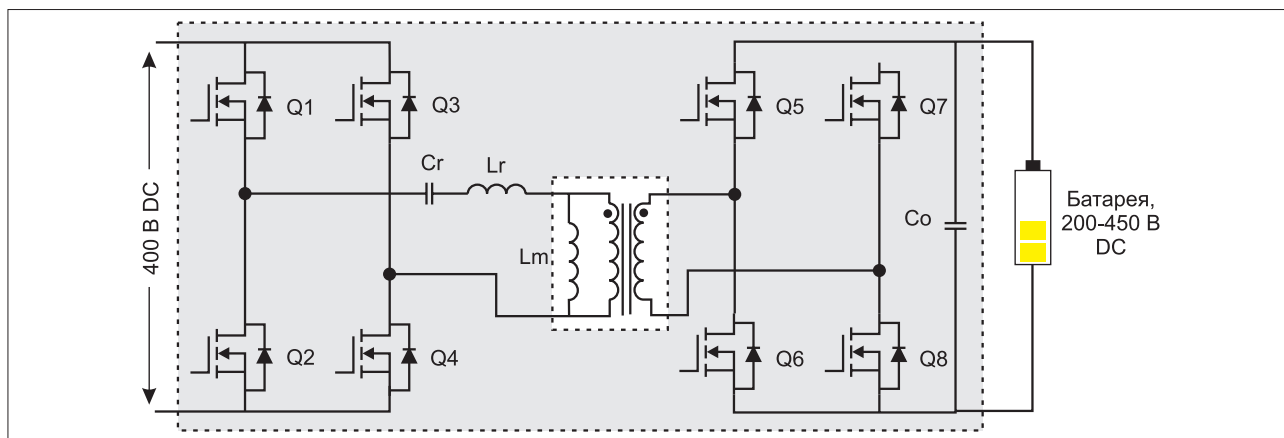 400 В DC
Q1
Q3
Q2
Q4
Cr
Lr
Lm
Q5
Q7
Q6
Q8
Co
Батарея,
200-450 В
DC